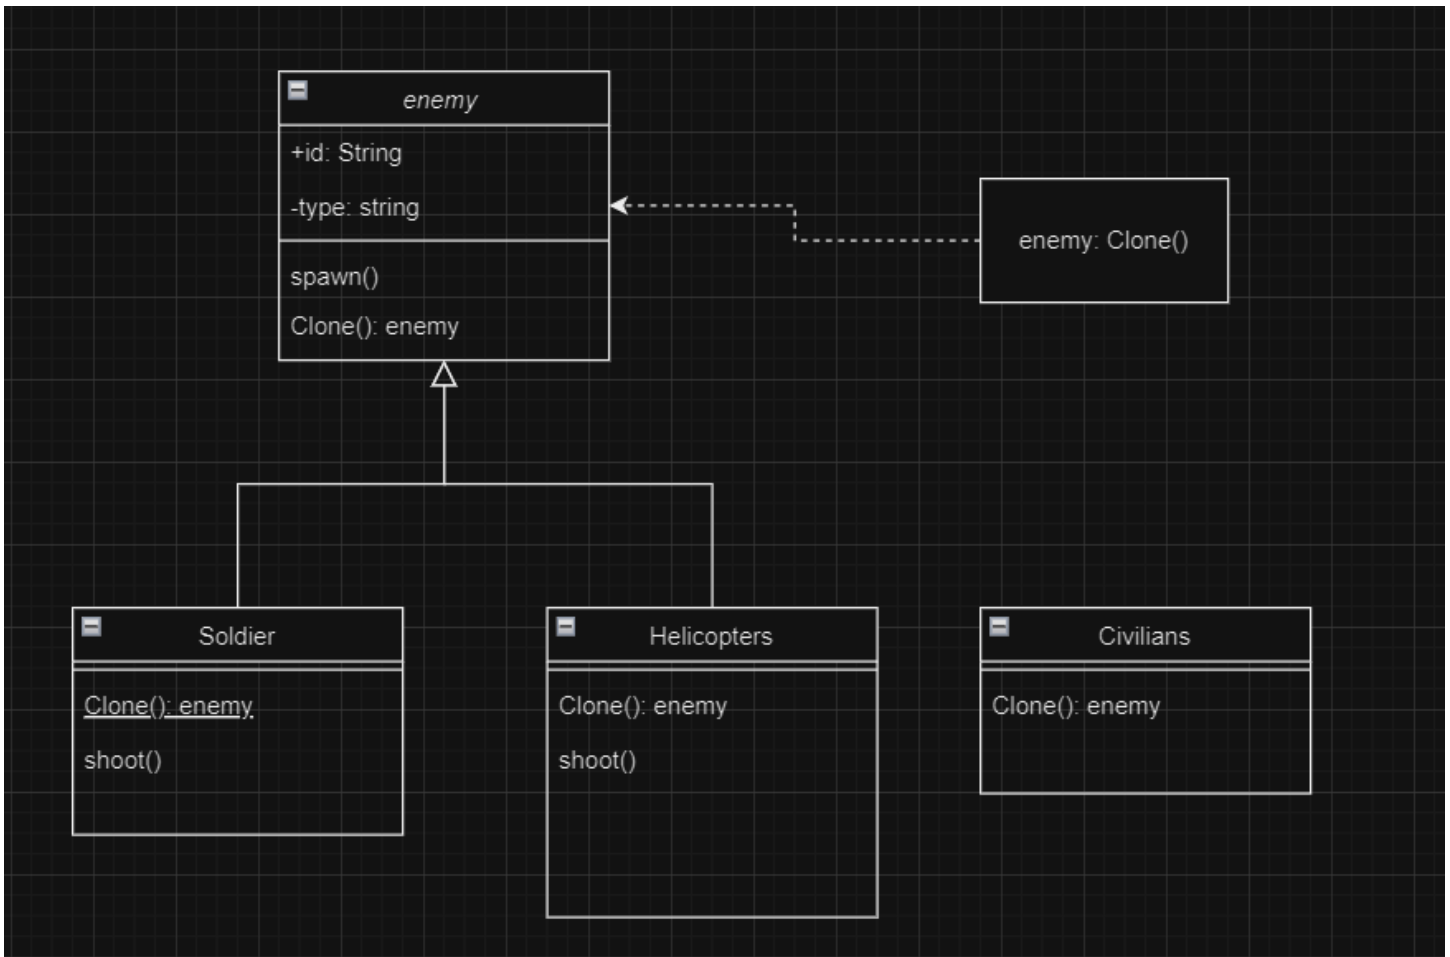 enemy
+id: String
-type: string
spawn()
Clone(): enemy
enemy: Clone()
Soldier
Clone(): enemy
shoot()
Helicopters
Clone(): enemy
shoot()
Civilians
Clone(): enemy